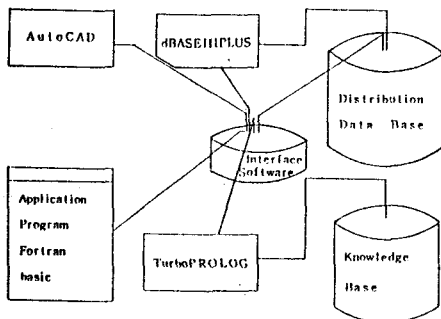 AutoCAD
dBASEIIIPLUS
Distribution
Data Base
Interface
Software
Application
Program
Fortran
basic
TurboPROLOG
Knowledge
Base